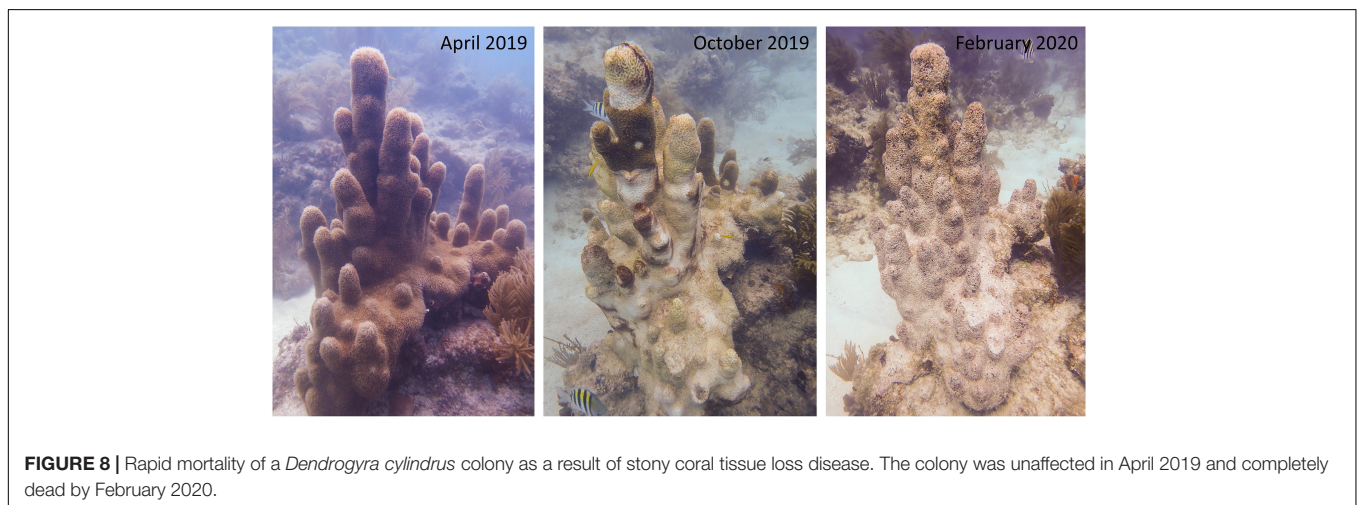 April 2019
October 2019
February 2020
FIGURE 8 | Rapid mortality of a Dendrogyra cylindrus colony as a result of stony coral tissue loss disease. The colony was unaffected in April 2019 and completely
dead by February 2020.